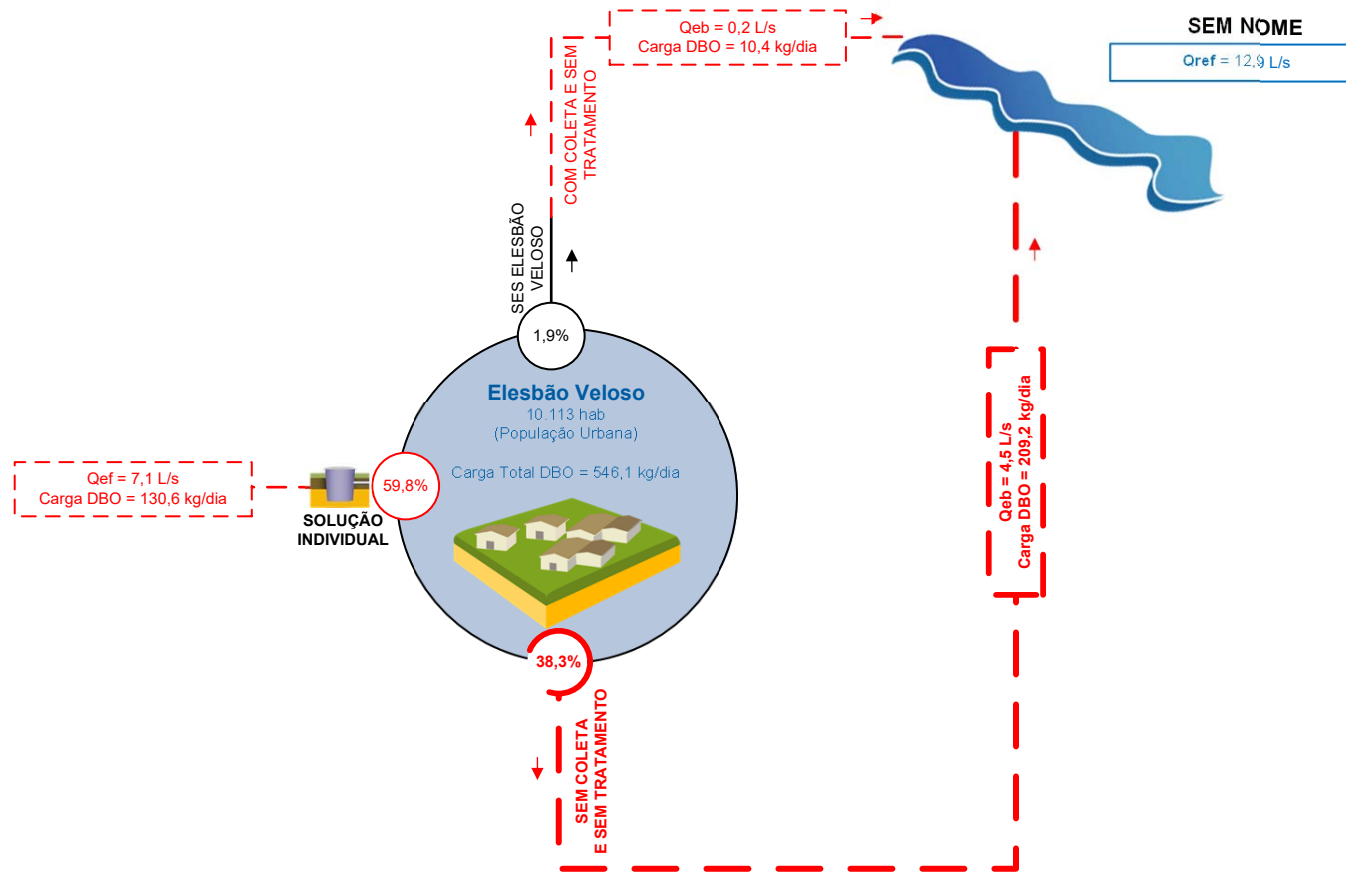 Qeb = 0,2 L/s
Carga DBO = 10,4 kg/dia
SEM NOME
Qref = 12,9 L/s
COM COLETA E SEM
TRATAMENTO
SES ELESBÃO
VELOSO
1,9%
Elesbão Veloso
10.113 hab
(População Urbana)
Carga Total DBO = 546,1 kg/dia
Qef = 7,1 L/s
Carga DBO = 130,6 kg/dia
59,8%
SOLUÇÃO
INDIVIDUAL
Qeb = 4,5 L/s
Carga DBO = 209,2 kg/dia
38,3%
SEM COLETA
E SEM TRATAMENTO